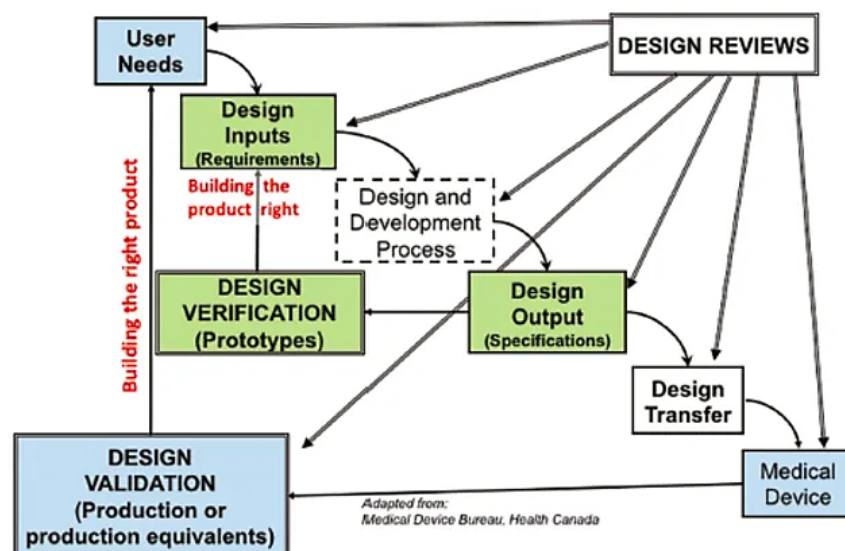 User
Needs
DESIGN REVIEWS
Design
Inputs
(Requirements)
Building the
product right
Design and
Development
Process
Building the right product
DESIGN
VERIFICATION
(Prototypes)
Design
Output
(Specifications)
Design
Transfer
DESIGN
VALIDATION
(Production or
production equivalents)
Medical
Device
Adapted from:
Medical Device Bureau, Health Canada